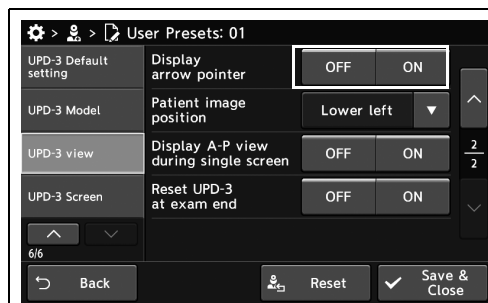 > > User Presets: 01
UPD-3 Default
setting
UPD-3 Model
UPD-3 view
UPD-3 Screen
6/6
Display
arrow pointer
OFF ON
Patient image
position
Lower left ▼
Display A-P view
during single screen
OFF ON
Reset UPD-3
at exam end
OFF ON
2
2
Back
Reset
Save &
Close